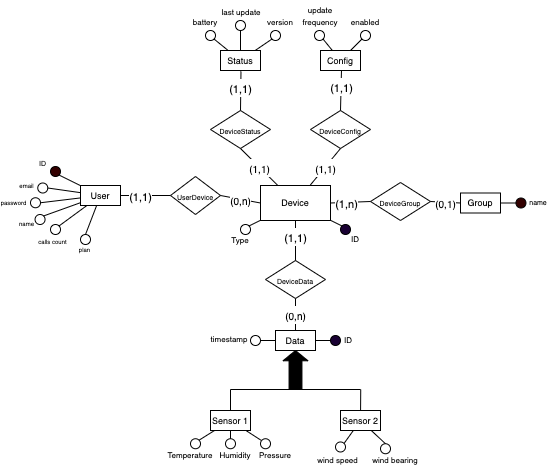 last update
battery
version
Status
update
frequency
enabled
Config
(1,1)
(1,1)
DeviceStatus
DeviceConfig
(1,1)
(1,1)
ID
email
password
name
calls count
plan
User
(1,1)
UserDevice
(0,n)
Device
(1,n)
DeviceGroup
(0,1)
Group
name
Type
ID
(1,1)
DeviceData
(0,n)
timestamp
Data
ID
Sensor 1
Sensor 2
Temperature
Humidity
Pressure
wind speed
wind bearing